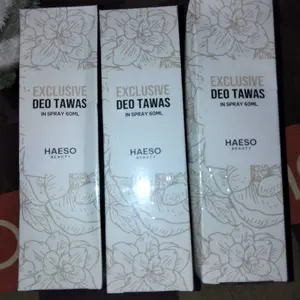 EXCLUSIVE
DEO TAWAS
IN SPRAY 60ML
HAESO
BEAUTY
EXCLUSIVE
DEO TAWAS
IN SPRAY 60ML
HAESO
BEAUTY
EXCLUSIVE
DEO TAWAS
IN SPRAY 60ML
HAESO
BEAUTY